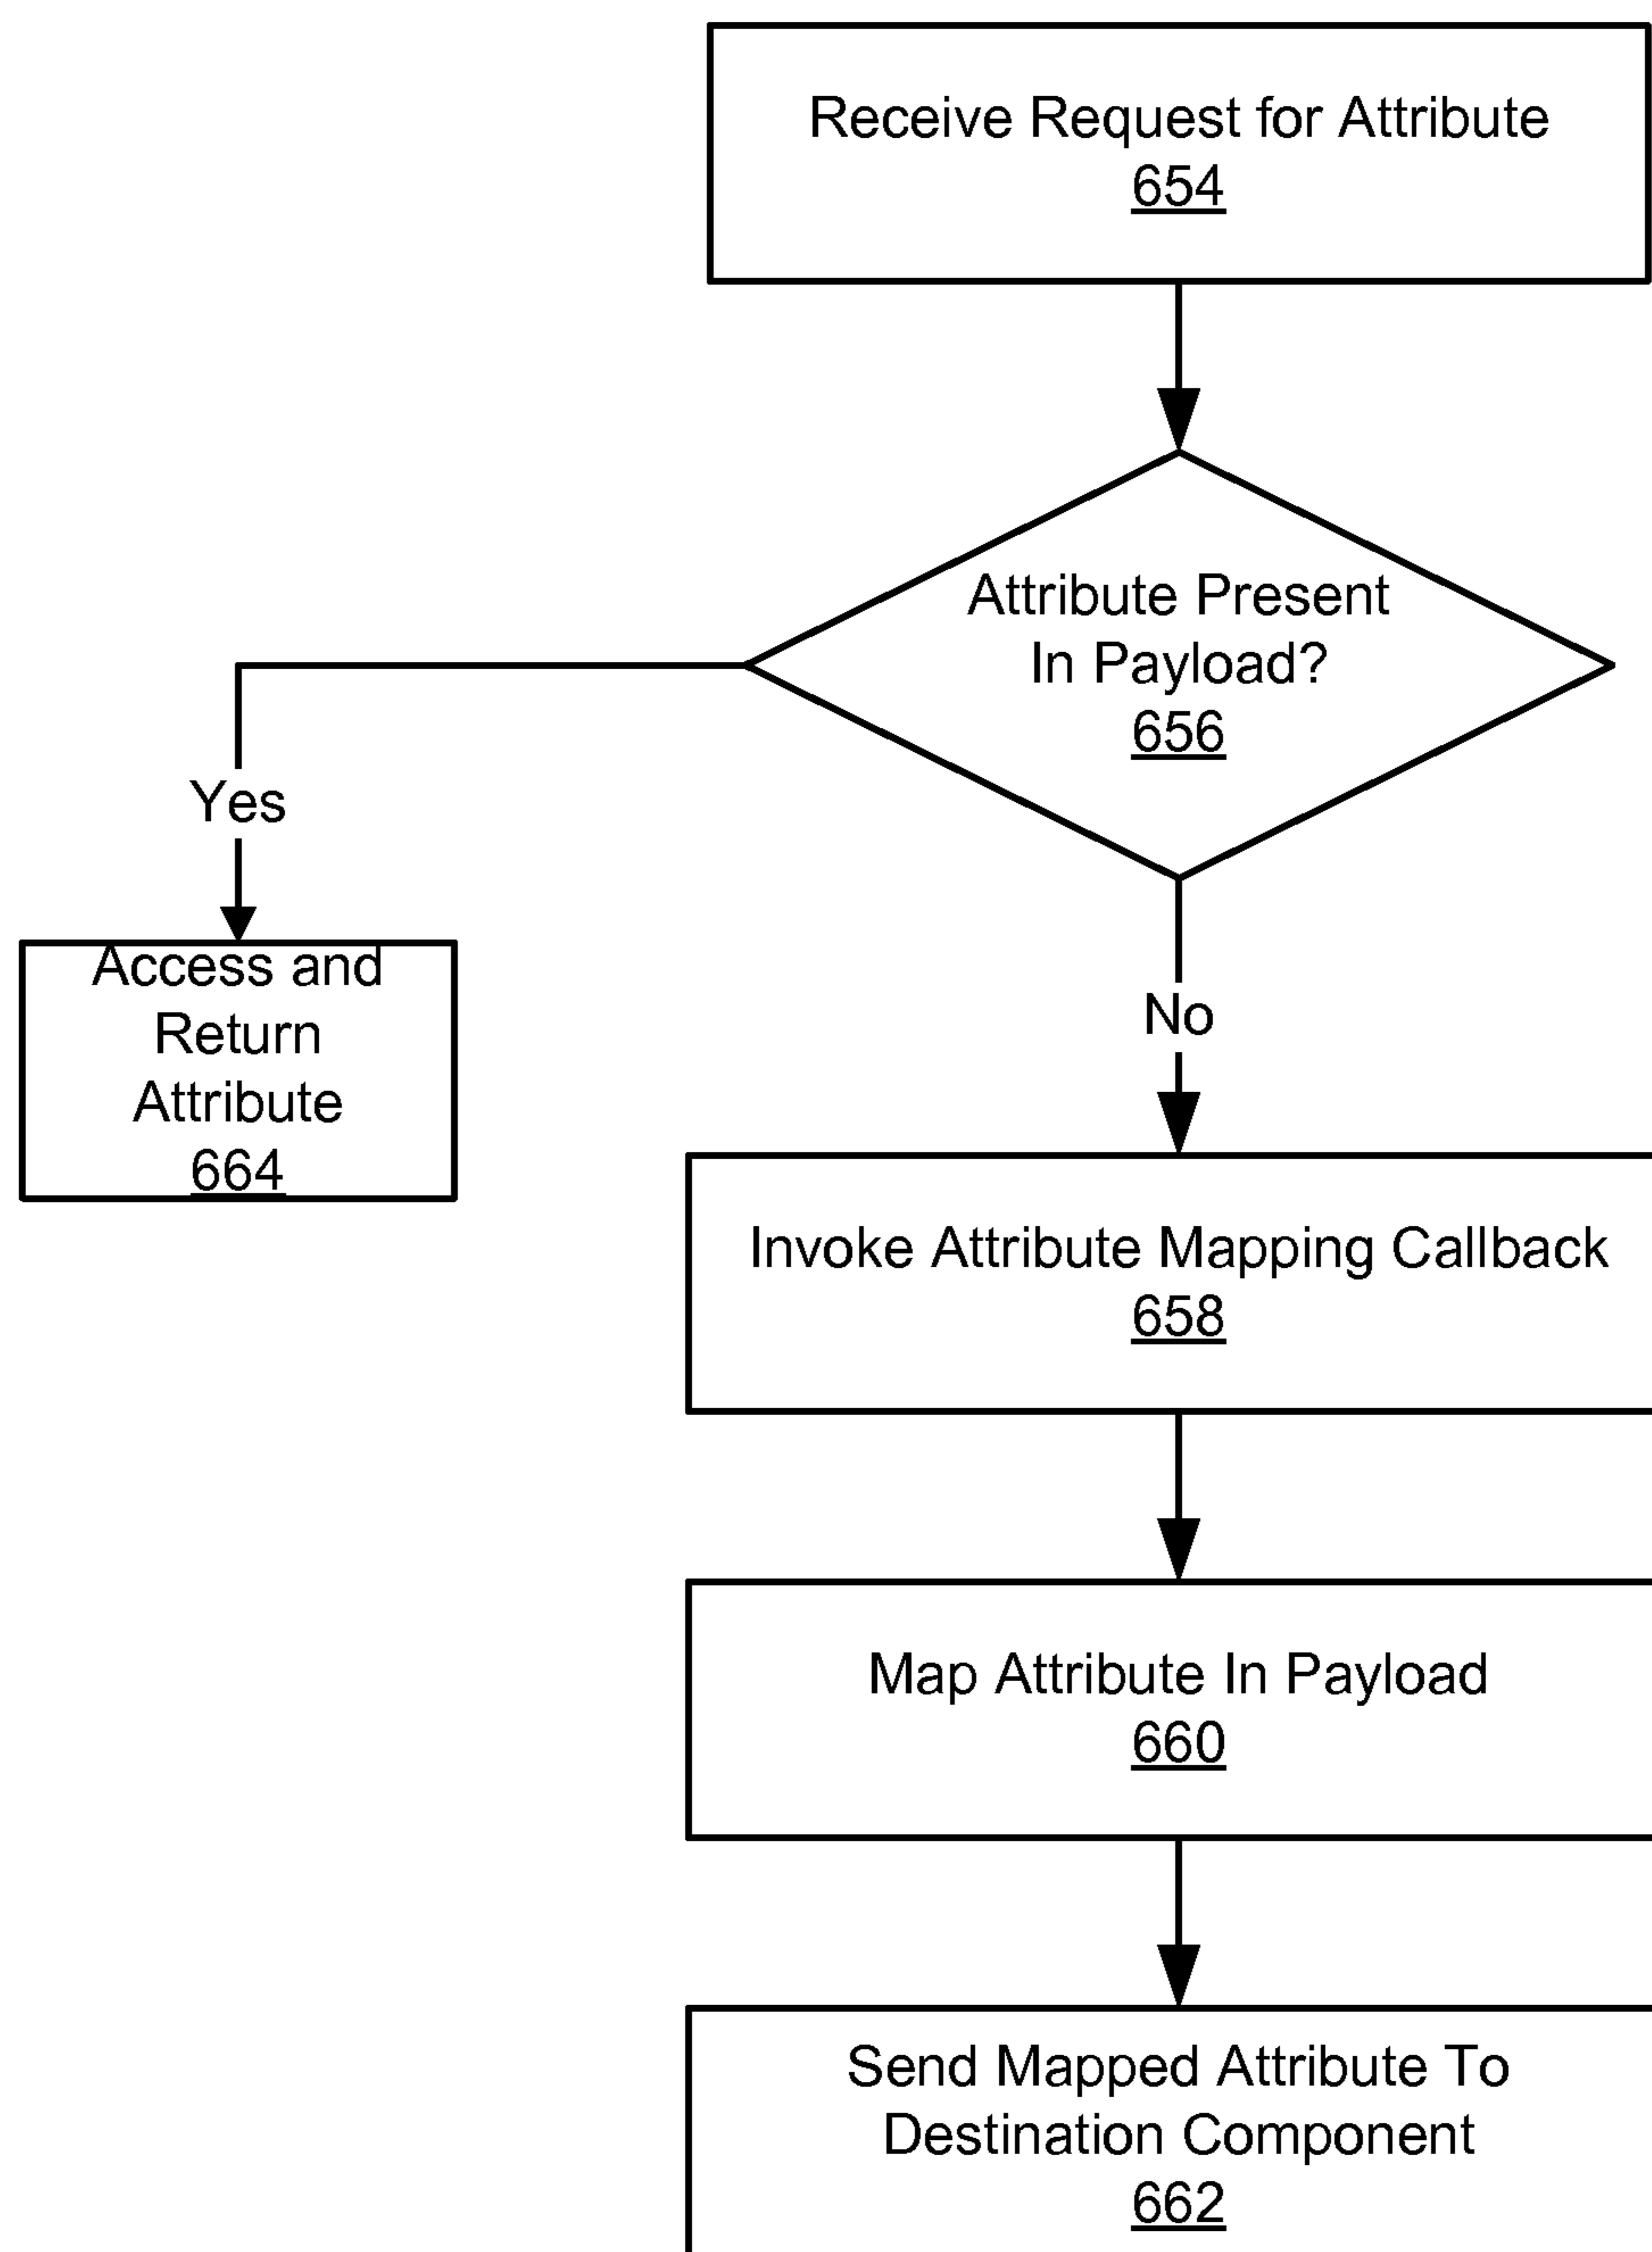 Receive Request for Attribute
654
Attribute Present
In Payload?
656
Yes
Access and
Return
Attribute
664
No
Invoke Attribute Mapping Callback
658
Map Attribute In Payload
660
Send Mapped Attribute To
Destination Component
662